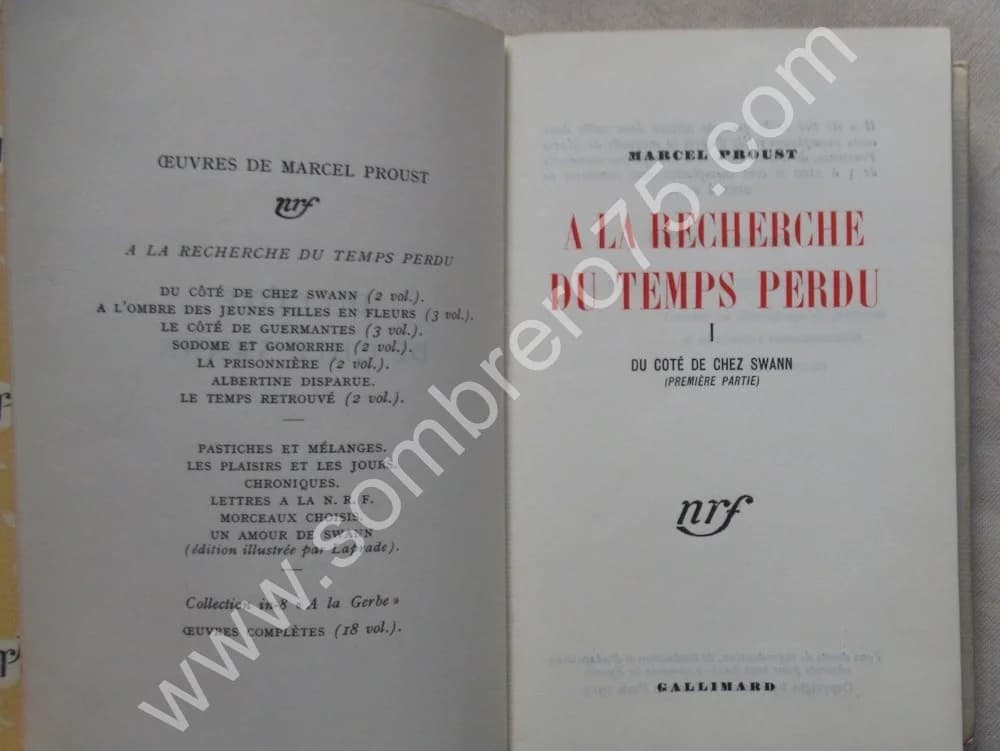 ŒUVRES DE MARCEL PROUST
nrf
A LA RECHERCHE DU TEMPS PERDU
DU CÔTÉ DE CHEZ SWANN (2 vol.).
A L'OMBRE DES JEUNES FILLES EN FLEURS (3 vol.).
LE CÔTÉ DE GUERMANTES (3 vol.).
SODOME ET GOMORRHE (2 vol.).
LA PRISONNIÈRE (2 vol.).
ALBERTINE DISPARUE.
LE TEMPS RETROUVÉ (2 vol.).
PASTICHES ET MÉLANGES.
LES PLAISIRS ET LES JOURS.
CHRONIQUES.
LETTRES A LA N. R. F.
MORCEAUX CHOISIS.
UN AMOUR DE SWANN
(édition illustrée par Laprade).
Collection in-8 « A la Gerbe »
ŒUVRES COMPLÈTES (18 vol.).
MARCEL PROUST
A LA RECHERCHE
DU TEMPS PERDU
I
DU COTÉ DE CHEZ SWANN
(PREMIÈRE PARTIE)
nrf
GALLIMARD
www.sombrero75.com